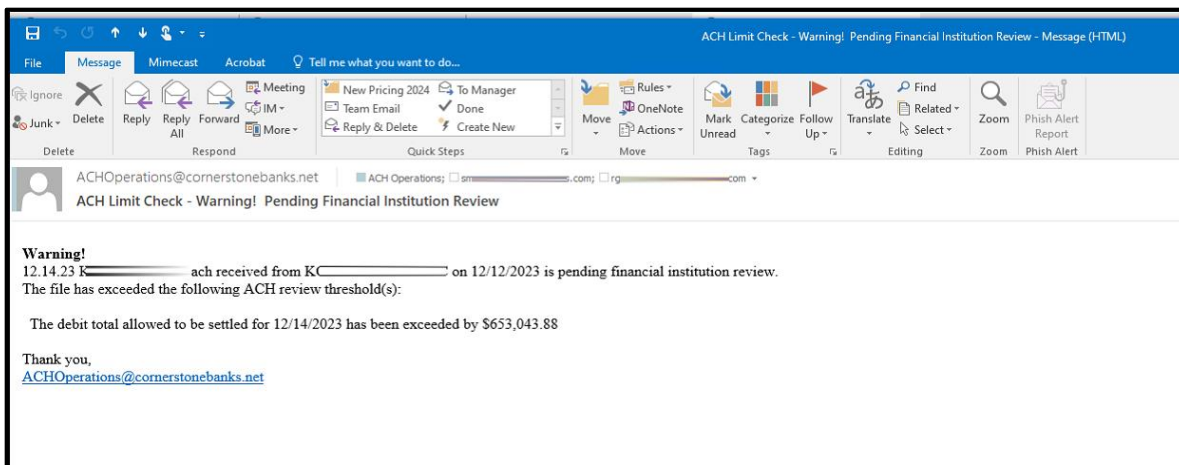 ACH Limit Check - Warning! Pending Financial Institution Review - Message (HTML)
File Message Mimecast Acrobat Tell me what you want to do...
Ignore
Junk
Delete
Reply
Reply All
Forward
Meeting
IM
More
New Pricing 2024
Team Email
Reply & Delete
To Manager
Done
Create New
Move
Rules
OneNote
Actions
Mark Unread
Categorize
Follow Up
Translate
Find
Related
Select
Zoom
Phish Alert Report
Delete Respond Quick Steps Move Tags Editing Zoom Phish Alert
ACHOperations@cornerstonebanks.net ACH Operations; sm s.com; rg com
ACH Limit Check - Warning! Pending Financial Institution Review
Warning!
12.14.23 K ach received from K on 12/12/2023 is pending financial institution review.
The file has exceeded the following ACH review threshold(s):
The debit total allowed to be settled for 12/14/2023 has been exceeded by $653,043.88
Thank you,
ACHOperations@cornerstonebanks.net